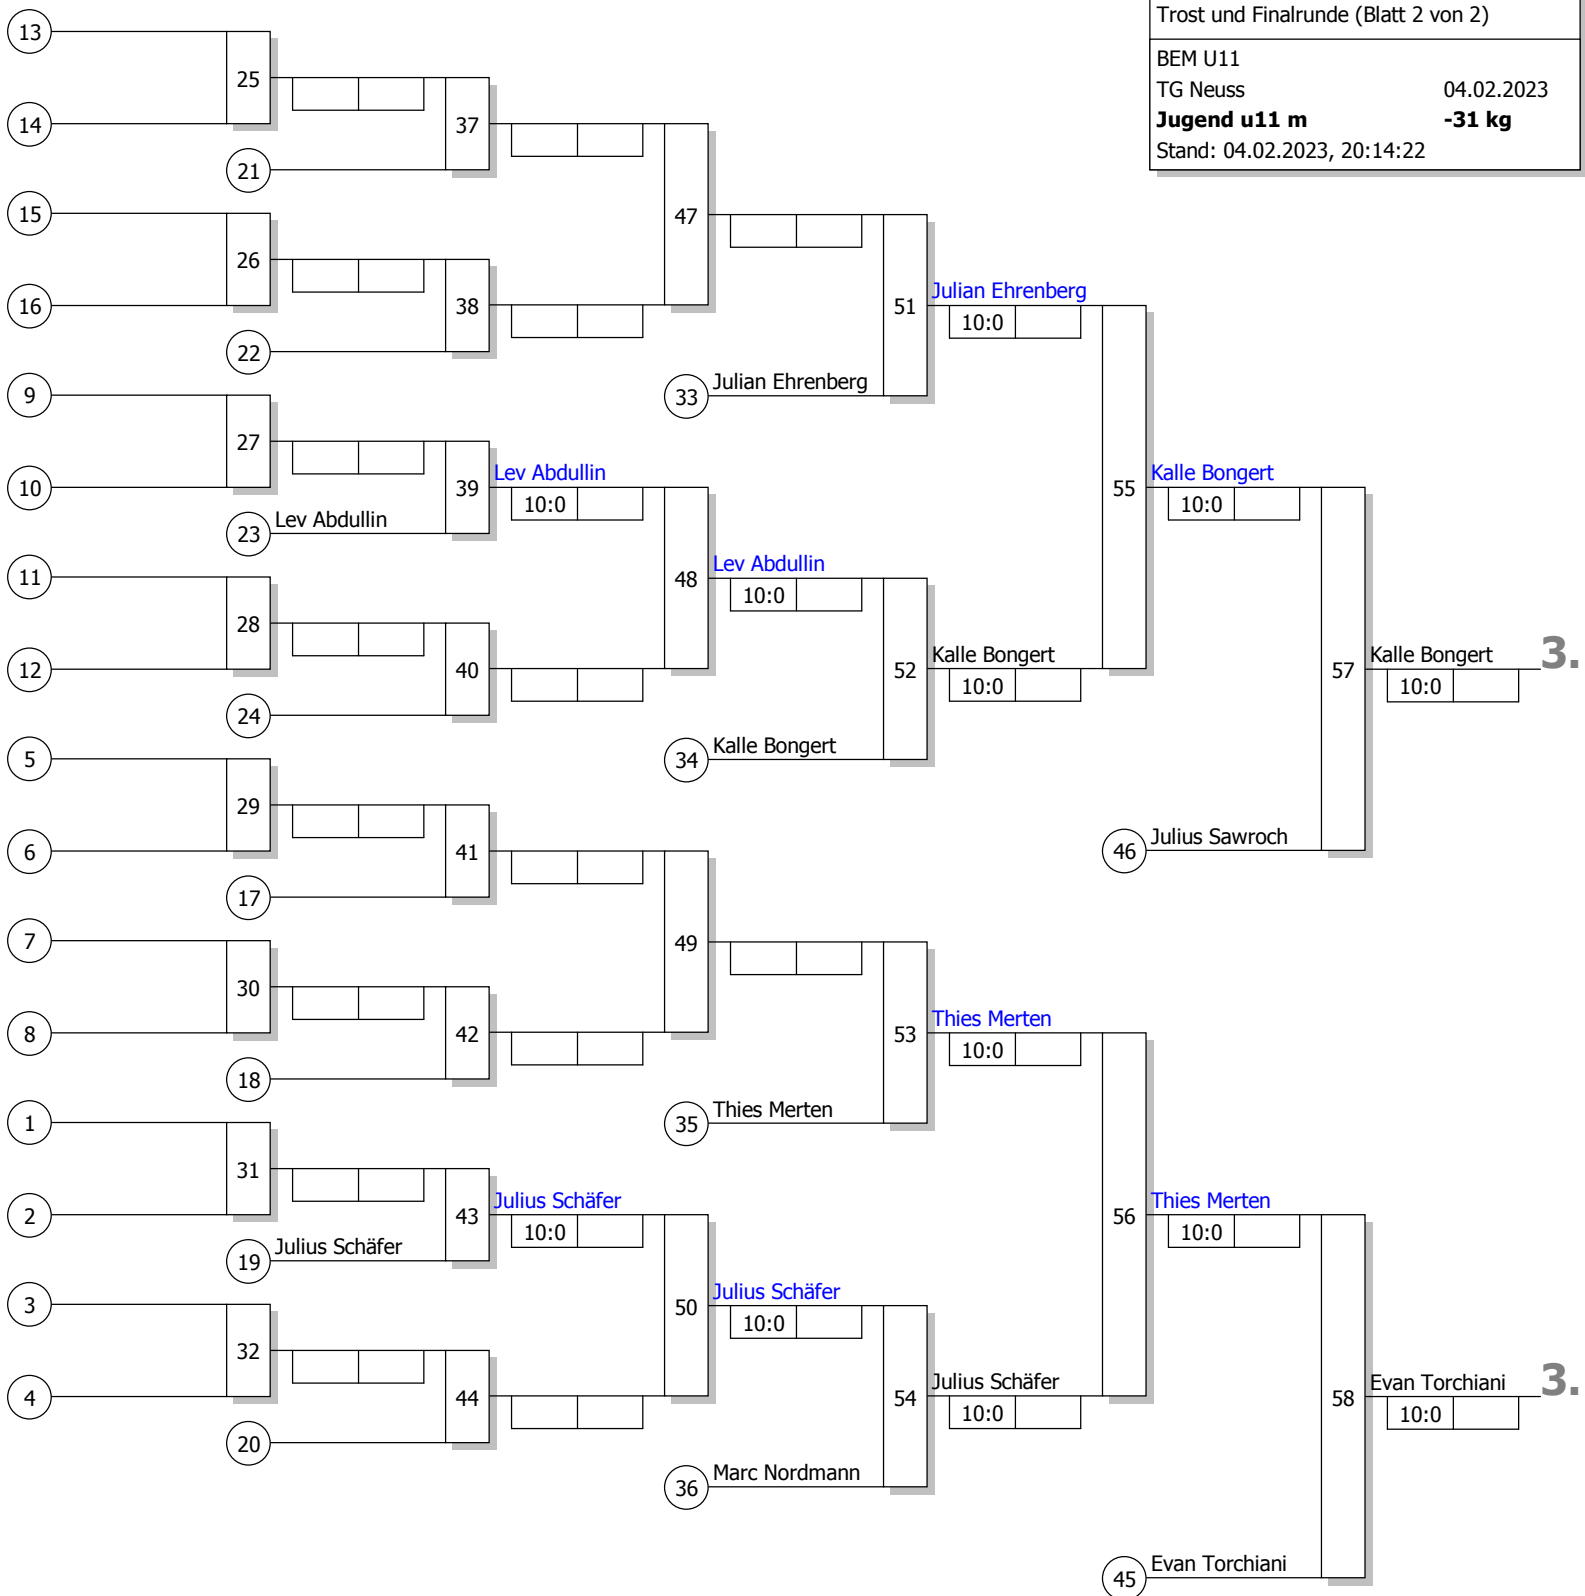 Trost und Finalrunde (Blatt 2 von 2)
BEM U11
TG Neuss 04.02.2023
Jugend u11 m -31 kg
Stand: 04.02.2023, 20:14:22
13
25
14
37
21
15
47
26
16
38
22
51
Julian Ehrenberg
10:0
33
Julian Ehrenberg
9
27
10
39
Lev Abdullin
10:0
23
Lev Abdullin
55
Kalle Bongert
10:0
11
48
Lev Abdullin
10:0
28
12
40
24
52
Kalle Bongert
10:0
34
Kalle Bongert
57
Kalle Bongert
10:0
3.
5
29
6
41
17
46
Julius Sawroch
7
49
30
8
42
18
53
Thies Merten
10:0
35
Thies Merten
1
31
2
43
Julius Schäfer
10:0
19
Julius Schäfer
56
Thies Merten
10:0
3
50
Julius Schäfer
10:0
32
4
44
20
54
Julius Schäfer
10:0
36
Marc Nordmann
58
Evan Torchiani
10:0
3.
45
Evan Torchiani